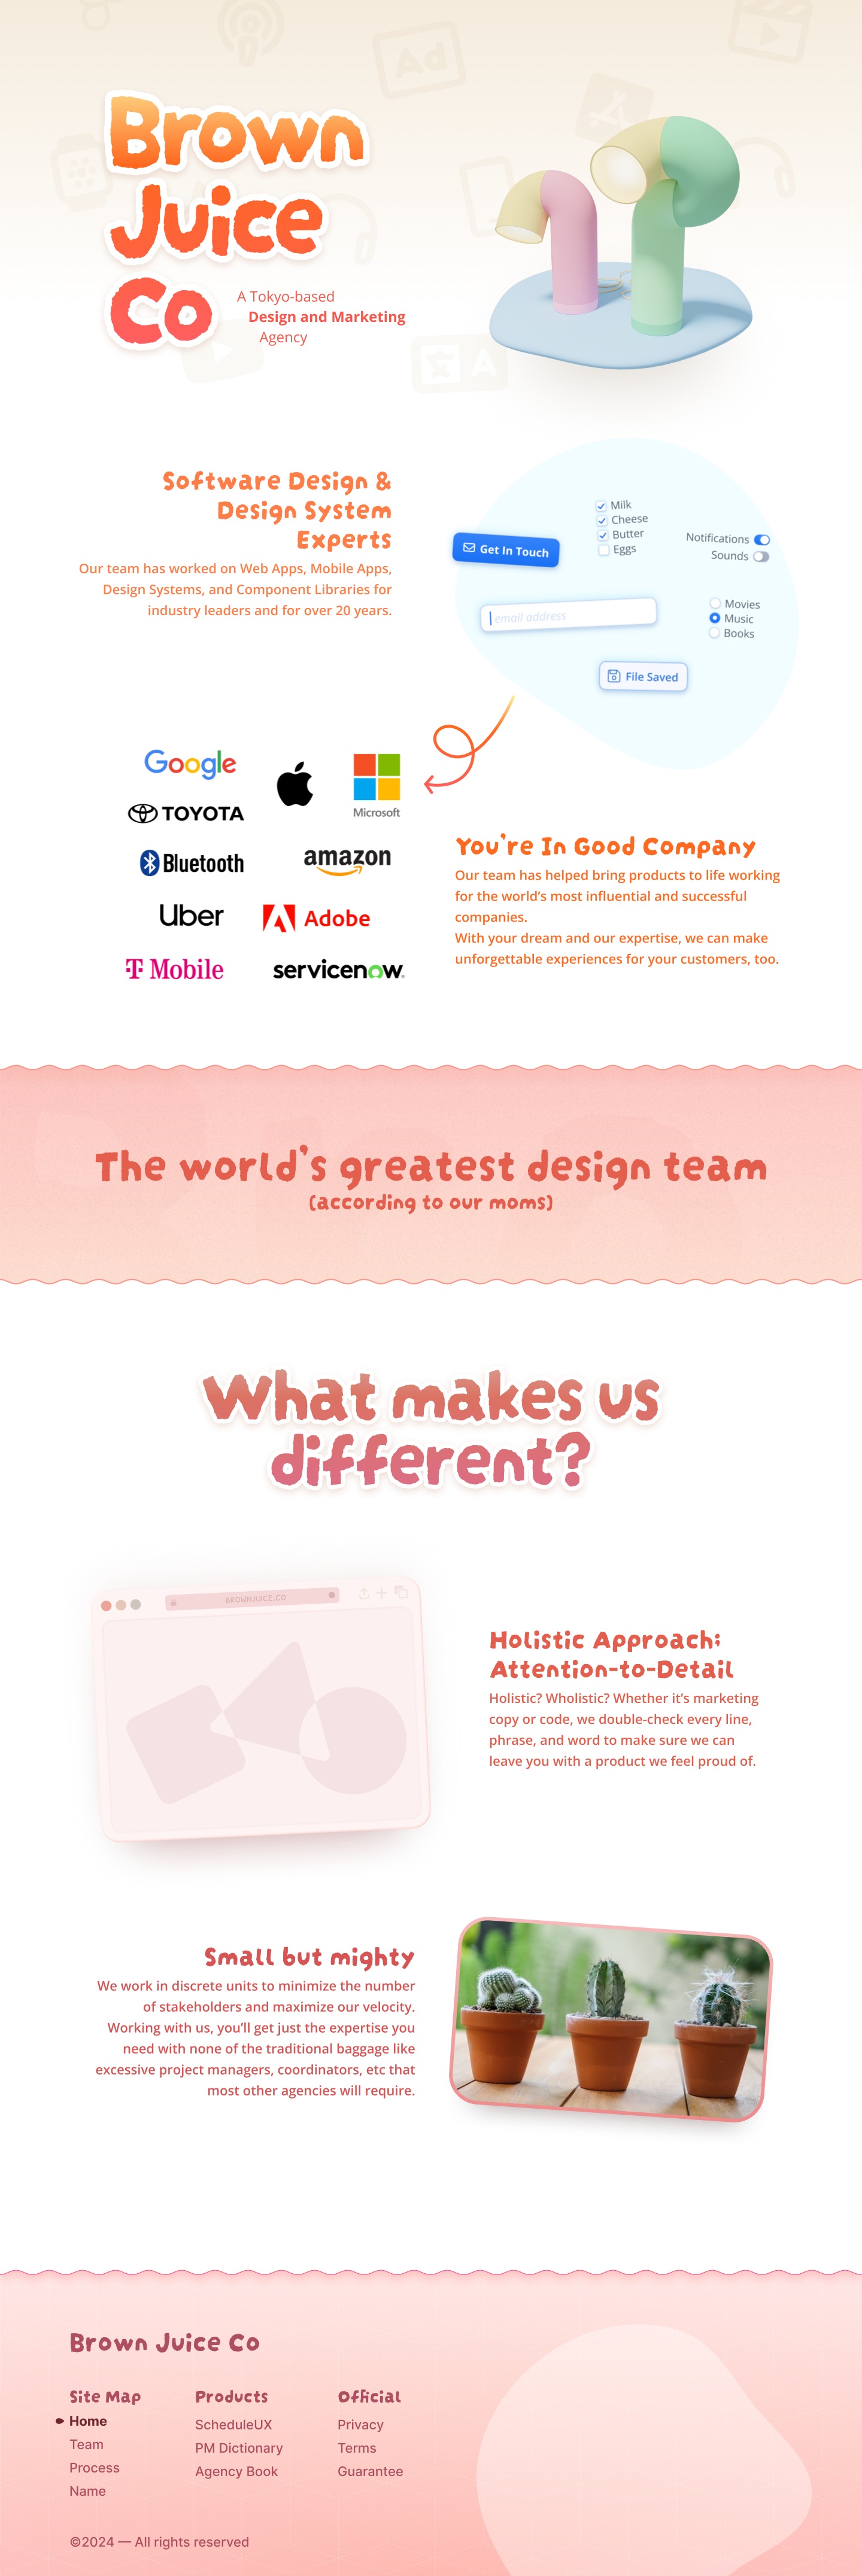 Ad
Brown
Juice
Co
A Tokyo-based
Design and Marketing
Agency
A
Software Design &
Design System
Experts
Our team has worked on Web Apps, Mobile Apps,
Design Systems, and Component Libraries for
industry leaders and for over 20 years.
Get In Touch
Milk
Cheese
Butter
Eggs
Notifications
Sounds
email address
Movies
Music
Books
File Saved
Google
Microsoft
TOYOTA
Bluetooth
amazon
Uber
Adobe
T Mobile
servicenow
You're In Good Company
Our team has helped bring products to life working
for the world's most influential and successful
companies.
With your dream and our expertise, we can make
unforgettable experiences for your customers, too.
The world's greatest design team
(according to our moms)
What makes us
different?
BROWNJUICE.CO
Holistic Approach;
Attention-to-Detail
Holistic? Wholistic? Whether it's marketing
copy or code, we double-check every line,
phrase, and word to make sure we can
leave you with a product we feel proud of.
Small but mighty
We work in discrete units to minimize the number
of stakeholders and maximize our velocity.
Working with us, you'll get just the expertise you
need with none of the traditional baggage like
excessive project managers, coordinators, etc that
most other agencies will require.
Brown Juice Co
Site Map
Home
Team
Process
Name
Products
ScheduleUX
PM Dictionary
Agency Book
Official
Privacy
Terms
Guarantee
©2024 — All rights reserved